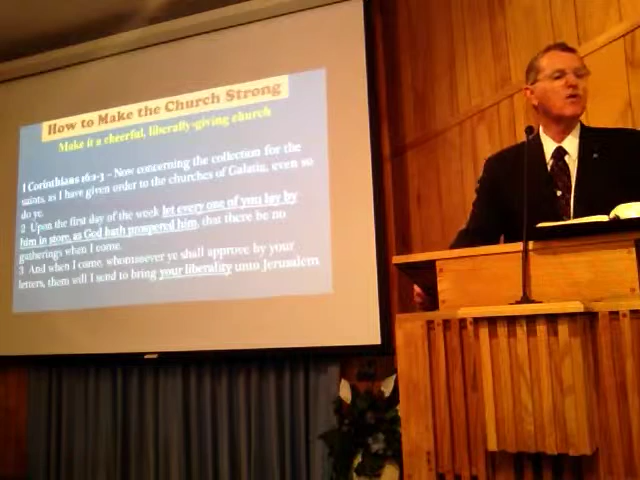 How to Make the Church Strong
Make it a cheerful, liberally-giving church
1 Corinthians 16:1-3 – Now concerning the collection for the
saints, as I have given order to the churches of Galatia, even so
do ye.
2 Upon the first day of the week let every one of you lay by
him in store, as God hath prospered him, that there be no
gatherings when I come.
3 And when I come, whomsoever ye shall approve by your
letters, them will I send to bring your liberality unto Jerusalem